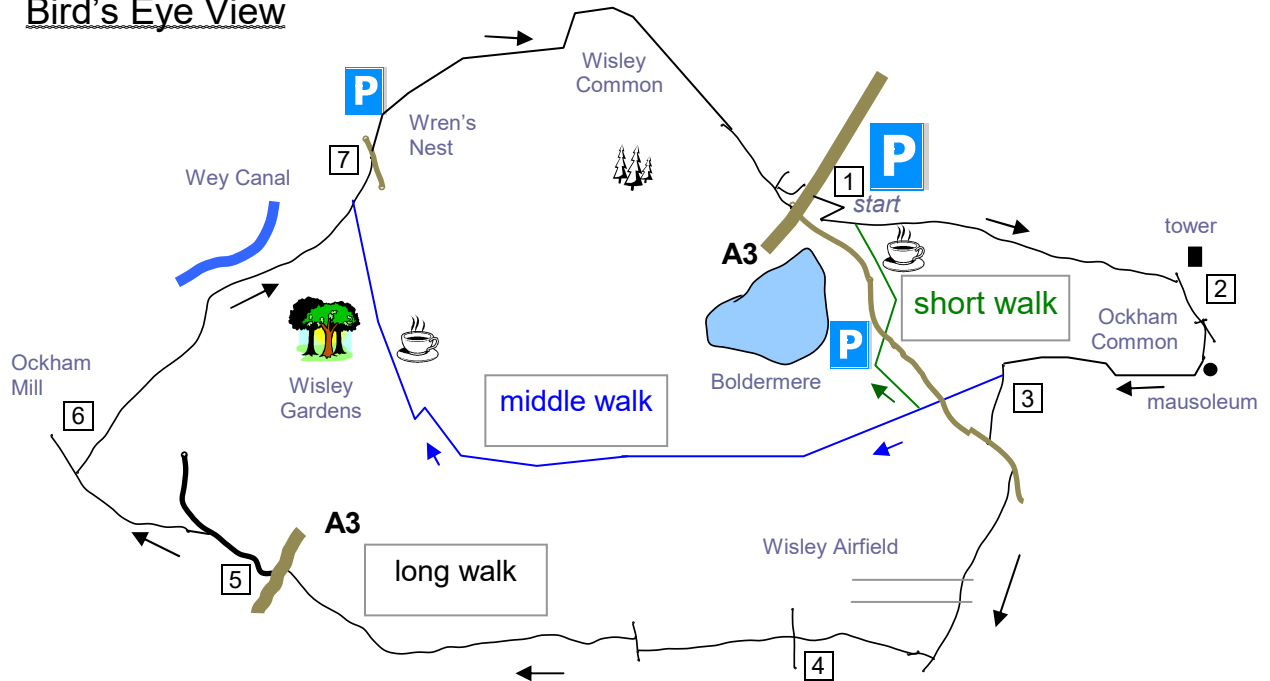 Bird's Eye View
P
Wren's
Nest
7
Wey Canal
Wisley
Common
1
P
start
A3
tower
2
short walk
Ockham
Common
P
Boldermere
3
mausoleum
Ockham
Mill
6
Wisley
Gardens
middle walk
A3
5
long walk
Wisley Airfield
4